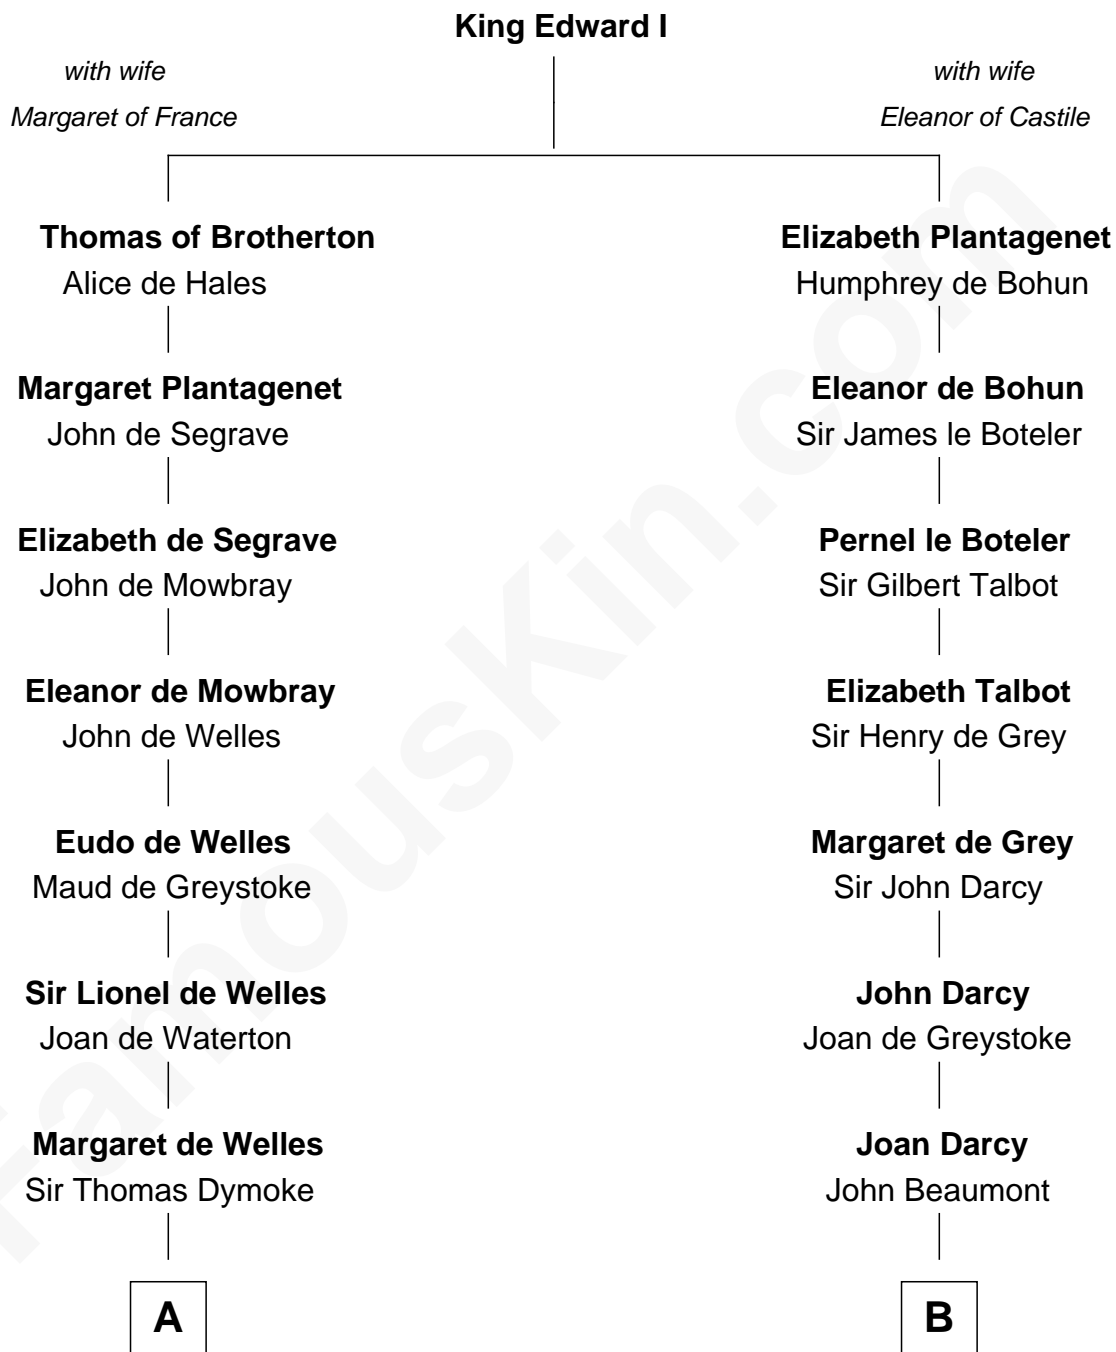 King Edward I
with wife
Margaret of France
with wife
Eleanor of Castile
Thomas of Brotherton
Alice de Hales
Elizabeth Plantagenet
Humphrey de Bohun
Margaret Plantagenet
John de Segrave
Eleanor de Bohun
Sir James le Boteler
Elizabeth de Segrave
John de Mowbray
Pernel le Boteler
Sir Gilbert Talbot
Eleanor de Mowbray
John de Welles
Elizabeth Talbot
Sir Henry de Grey
Eudo de Welles
Maud de Greystoke
Margaret de Grey
Sir John Darcy
Sir Lionel de Welles
Joan de Waterton
John Darcy
Joan de Greystoke
Margaret de Welles
Sir Thomas Dymoke
Joan Darcy
John Beaumont
A
B
FamousKin.com